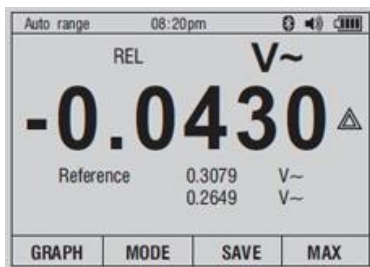 Auto range 08:20pm
REL V~
-0.0430
Reference 0.3079 V~
0.2649 V~
GRAPH MODE SAVE MAX